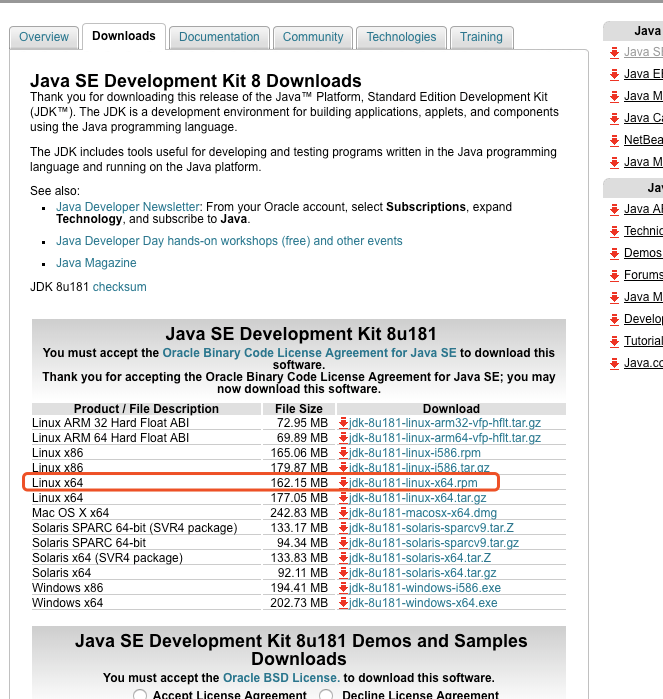 Overview
Downloads
Documentation
Community
Technologies
Training
Java SE Development Kit 8 Downloads
Thank you for downloading this release of the Java™ Platform, Standard Edition Development Kit
(JDK™). The JDK is a development environment for building applications, applets, and components
using the Java programming language.
The JDK includes tools useful for developing and testing programs written in the Java programming
language and running on the Java platform.
See also:
Java Developer Newsletter: From your Oracle account, select Subscriptions, expand
Technology, and subscribe to Java.
Java Developer Day hands-on workshops (free) and other events
Java Magazine
JDK 8u181 checksum
Java SE Development Kit 8u181
You must accept the Oracle Binary Code License Agreement for Java SE to download this
software.
Thank you for accepting the Oracle Binary Code License Agreement for Java SE; you may
now download this software.
Product / File Description File Size Download
Linux ARM 32 Hard Float ABI 72.95 MB jdk-8u181-linux-arm32-vfp-hflt.tar.gz
Linux ARM 64 Hard Float ABI 69.89 MB jdk-8u181-linux-arm64-vfp-hflt.tar.gz
Linux x86 165.06 MB jdk-8u181-linux-i586.rpm
Linux x86 179.87 MB jdk-8u181-linux-i586.tar.gz
Linux x64 162.15 MB jdk-8u181-linux-x64.rpm
Linux x64 177.05 MB jdk-8u181-linux-x64.tar.gz
Mac OS X x64 242.83 MB jdk-8u181-macosx-x64.dmg
Solaris SPARC 64-bit (SVR4 package) 133.17 MB jdk-8u181-solaris-sparcv9.tar.Z
Solaris SPARC 64-bit 94.34 MB jdk-8u181-solaris-sparcv9.tar.gz
Solaris x64 (SVR4 package) 133.83 MB jdk-8u181-solaris-x64.tar.Z
Solaris x64 92.11 MB jdk-8u181-solaris-x64.tar.gz
Windows x86 194.41 MB jdk-8u181-windows-i586.exe
Windows x64 202.73 MB jdk-8u181-windows-x64.exe
Java SE Development Kit 8u181 Demos and Samples
Downloads
You must accept the Oracle BSD License. to download this software.
Accept License Agreement Decline License Agreement
Java
Java S
Java E
Java M
Java Ca
NetBea
Java M
Jav
Java A
Technic
Demos
Forums
Java M
Develop
Tutorial
Java.co